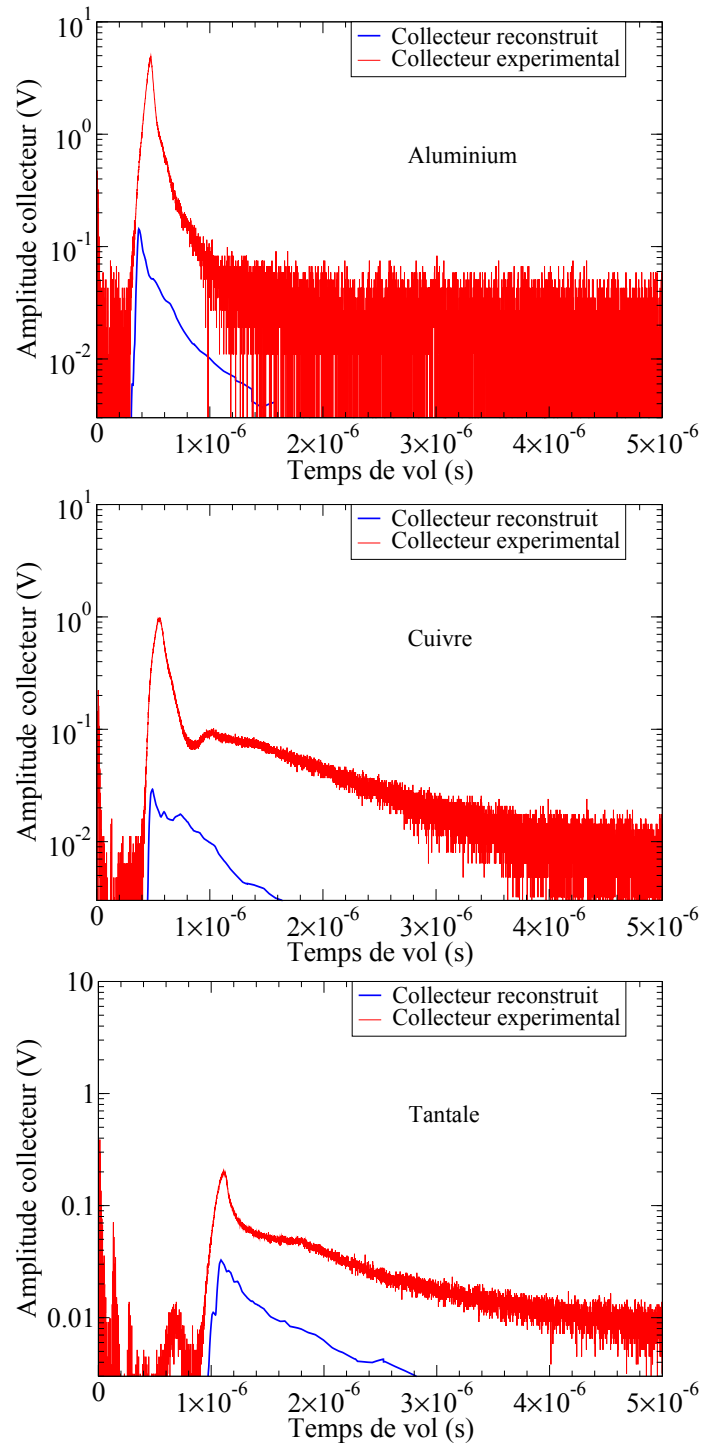 Collecteur reconstruit
Collecteur experimental
Aluminium
Amplitude collecteur (V)
10^1
10^0
10^-1
10^-2
0 1×10^-6 2×10^-6 3×10^-6 4×10^-6 5×10^-6
Temps de vol (s)
Collecteur reconstruit
Collecteur experimental
Cuivre
Amplitude collecteur (V)
10^1
10^0
10^-1
10^-2
0 1×10^-6 2×10^-6 3×10^-6 4×10^-6 5×10^-6
Temps de vol (s)
Collecteur reconstruit
Collecteur experimental
Tantale
Amplitude collecteur (V)
10
1
0.1
0.01
0 1×10^-6 2×10^-6 3×10^-6 4×10^-6 5×10^-6
Temps de vol (s)